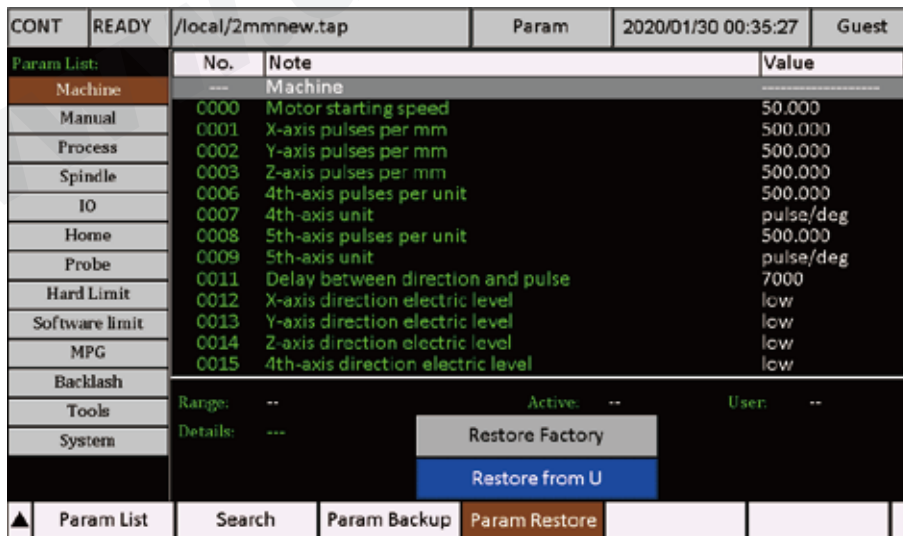 CONT READY /local/2mmnew.tap Param 2020/01/30 00:35:27 Guest
Param List: No. Note Value
Machine --- Machine --------------------
0000 Motor starting speed 50.000
Manual 0001 X-axis pulses per mm 500.000
Process 0002 Y-axis pulses per mm 500.000
Spindle 0003 Z-axis pulses per mm 500.000
IO 0006 4th-axis pulses per unit 500.000
0007 4th-axis unit pulse/deg
Home 0008 5th-axis pulses per unit 500.000
Probe 0009 5th-axis unit pulse/deg
0011 Delay between direction and pulse 7000
Hard Limit 0012 X-axis direction electric level low
Software limit 0013 Y-axis direction electric level low
MPG 0014 Z-axis direction electric level low
0015 4th-axis direction electric level low
Backlash
Tools Range: -- Active: -- User: --
System Details: --- Restore Factory
Restore from U
▲ Param List Search Param Backup Param Restore